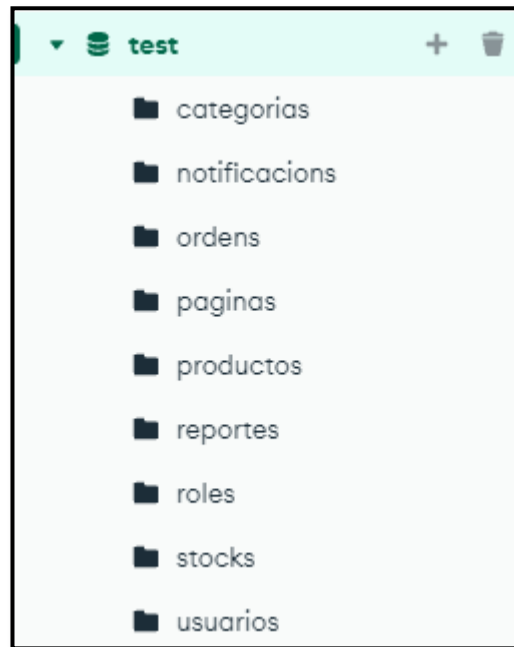 test
categorias
notificacions
ordens
paginas
productos
reportes
roles
stocks
usuarios